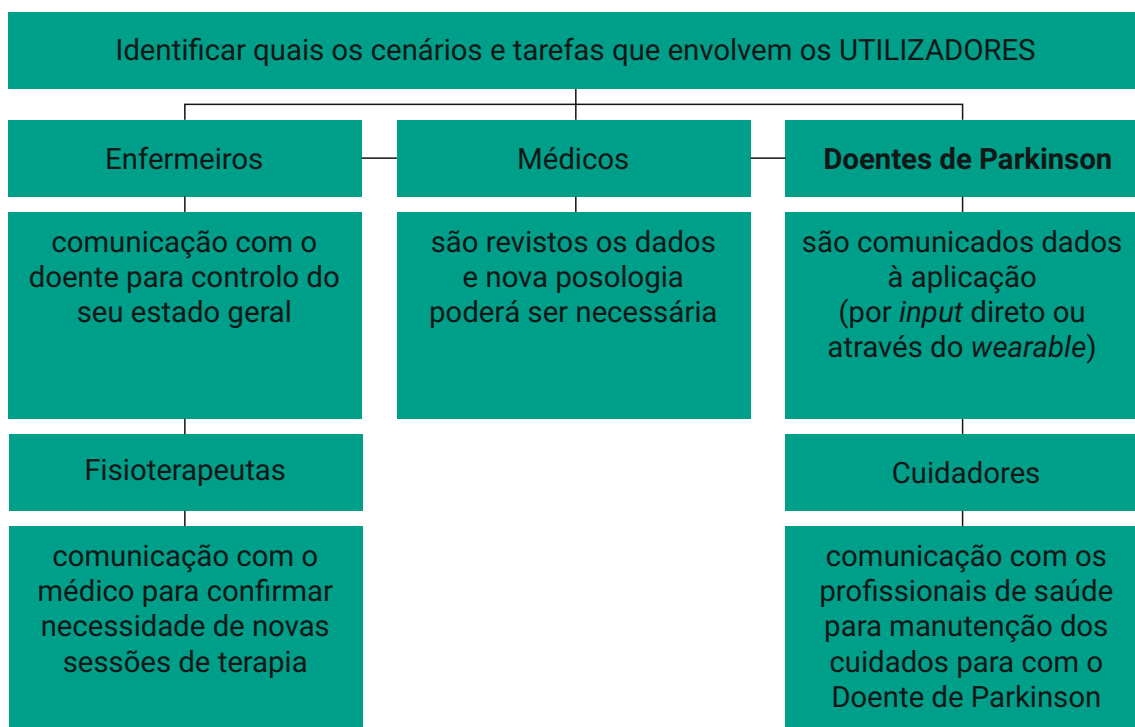 Identificar quais os cenários e tarefas que envolvem os UTILIZADORES
Enfermeiros
Médicos
Doentes de Parkinson
comunicação com o
doente para controlo do
seu estado geral
são revistos os dados
e nova posologia
poderá ser necessária
são comunicados dados
à aplicação
(por input direto ou
através do wearable)
Fisioterapeutas
Cuidadores
comunicação com o
médico para confirmar
necessidade de novas
sessões de terapia
comunicação com os
profissionais de saúde
para manutenção dos
cuidados para com o
Doente de Parkinson